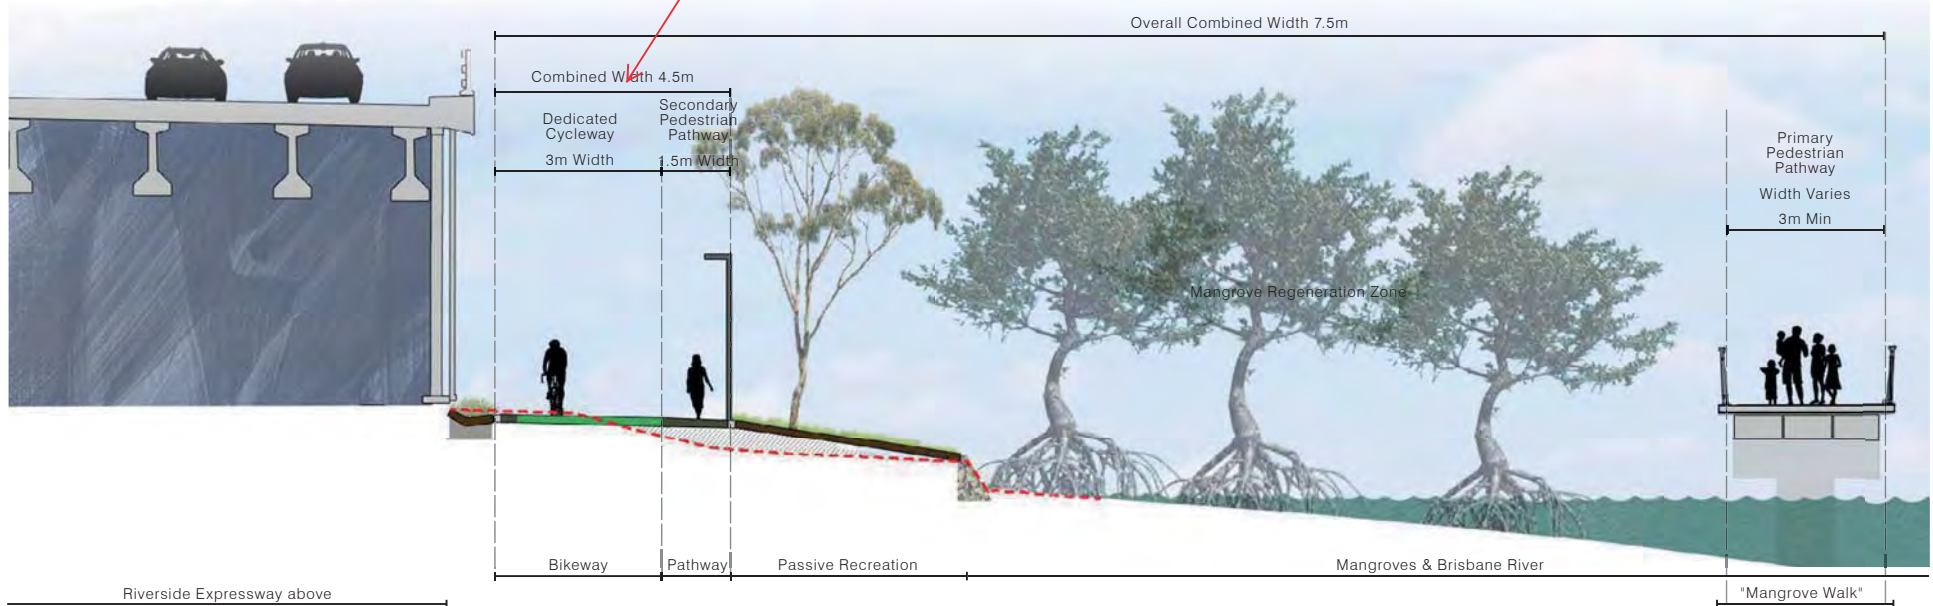 Overall Combined Width 7.5m
Combined Width 4.5m
Dedicated
Cycleway
3m Width
Secondary
Pedestrian
Pathway
1.5m Width
Primary
Pedestrian
Pathway
Width Varies
3m Min
Mangrove Regeneration Zone
Bikeway
Pathway
Passive Recreation
Mangroves & Brisbane River
Riverside Expressway above
"Mangrove Walk"